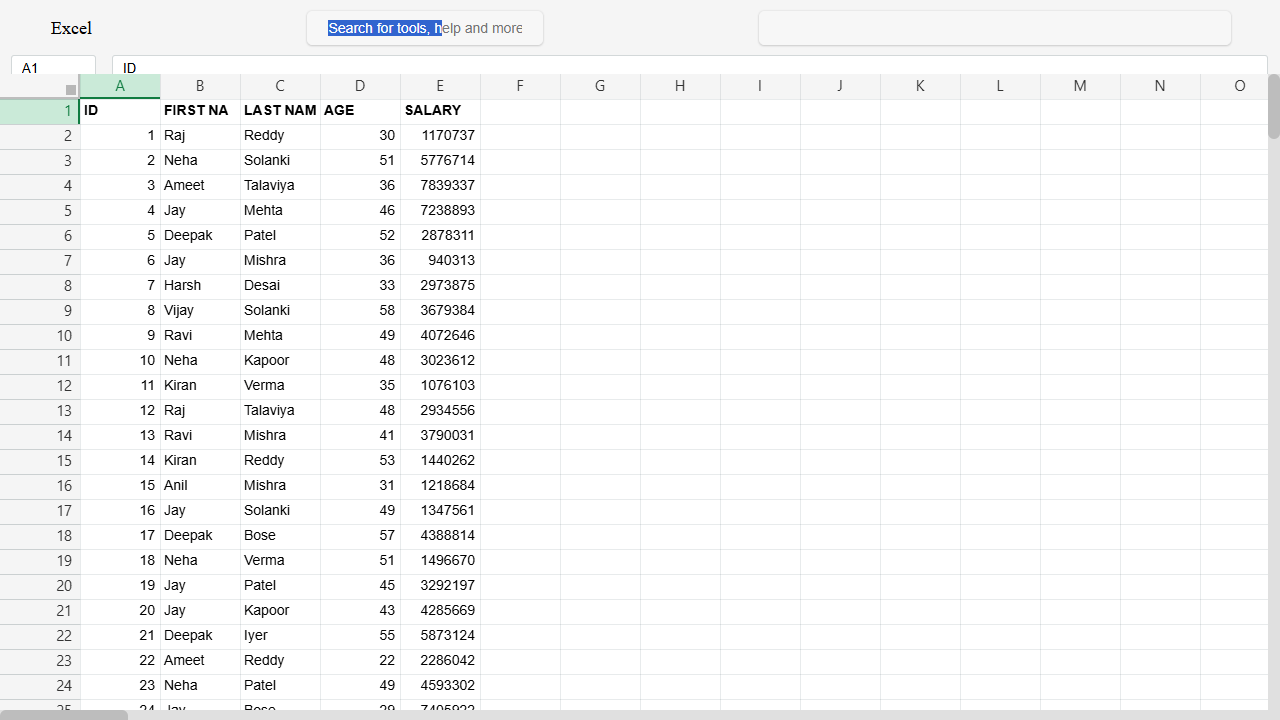 Excel Search for tools, help and more
A1 ID
A B C D E F G H I J K L M N O
1 ID FIRST NA LAST NAM AGE SALARY
2 1 Raj Reddy 30 1170737
3 2 Neha Solanki 51 5776714
4 3 Ameet Talaviya 36 7839337
5 4 Jay Mehta 46 7238893
6 5 Deepak Patel 52 2878311
7 6 Jay Mishra 36 940313
8 7 Harsh Desai 33 2973875
9 8 Vijay Solanki 58 3679384
10 9 Ravi Mehta 49 4072646
11 10 Neha Kapoor 48 3023612
12 11 Kiran Verma 35 1076103
13 12 Raj Talaviya 48 2934556
14 13 Ravi Mishra 41 3790031
15 14 Kiran Reddy 53 1440262
16 15 Anil Mishra 31 1218684
17 16 Jay Solanki 49 1347561
18 17 Deepak Bose 57 4388814
19 18 Neha Verma 51 1496670
20 19 Jay Patel 45 3292197
21 20 Jay Kapoor 43 4285669
22 21 Deepak Iyer 55 5873124
23 22 Ameet Reddy 22 2286042
24 23 Neha Patel 49 4593302
25 24 Jay Bose